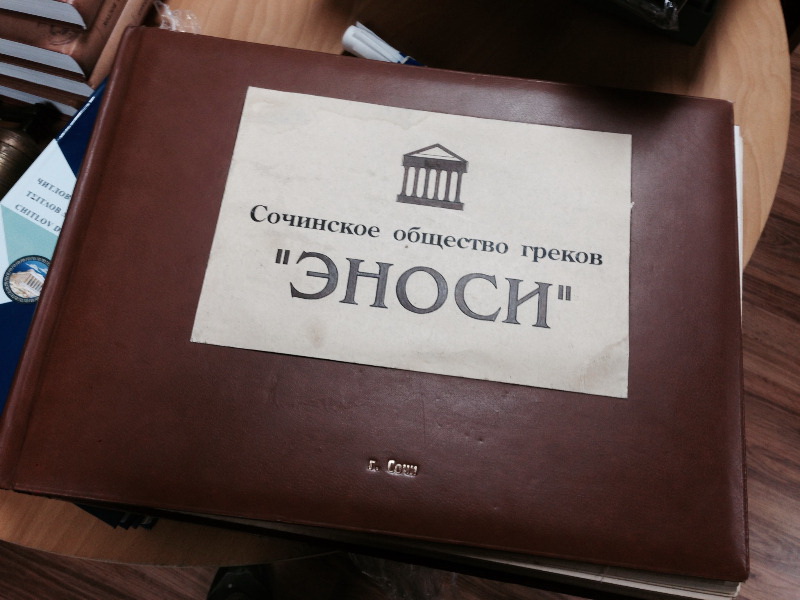 Сочинское общество греков
"ЭНОСИ"
г. Сочи